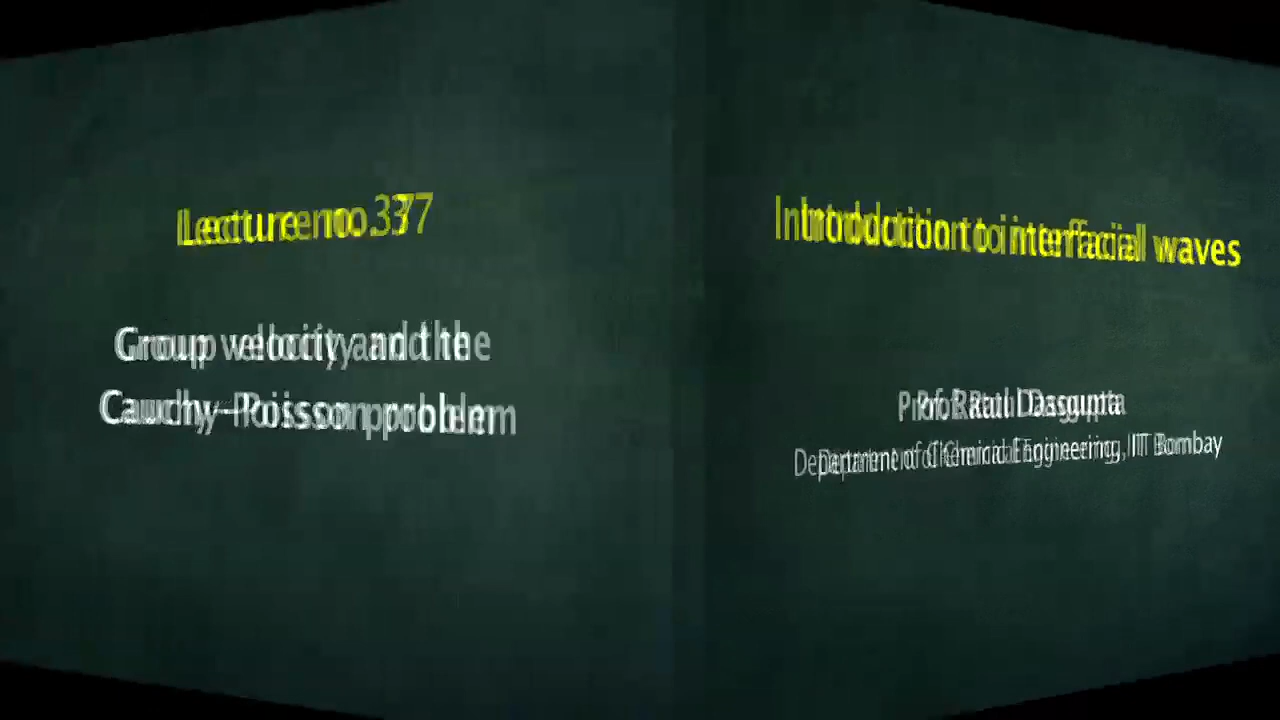 Lecture no. 37
Group velocity and the
Cauchy-Poisson problem
Introduction to interfacial waves
Prof. Ratul Dasgupta
Department of Chemical Engineering, IIT Bombay